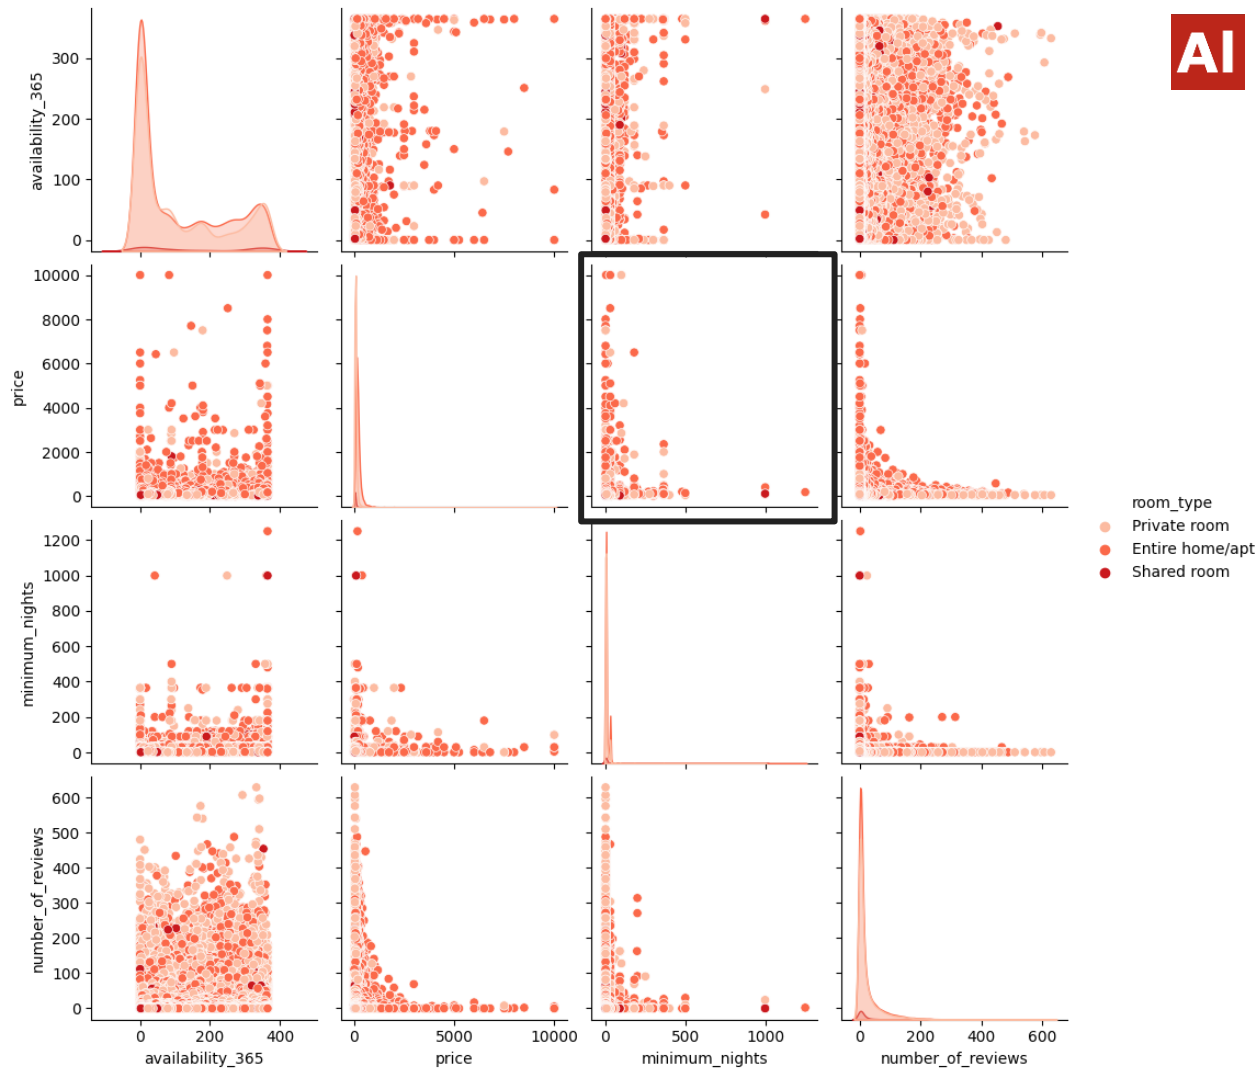 AI
availability_365
300
200
100
0
price
10000
8000
6000
4000
2000
0
minimum_nights
1200
1000
800
600
400
200
0
room_type
Private room
Entire home/apt
Shared room
number_of_reviews
600
500
400
300
200
100
0
0 200 400 0 5000 10000 0 500 1000 0 200 400 600
availability_365 price minimum_nights number_of_reviews